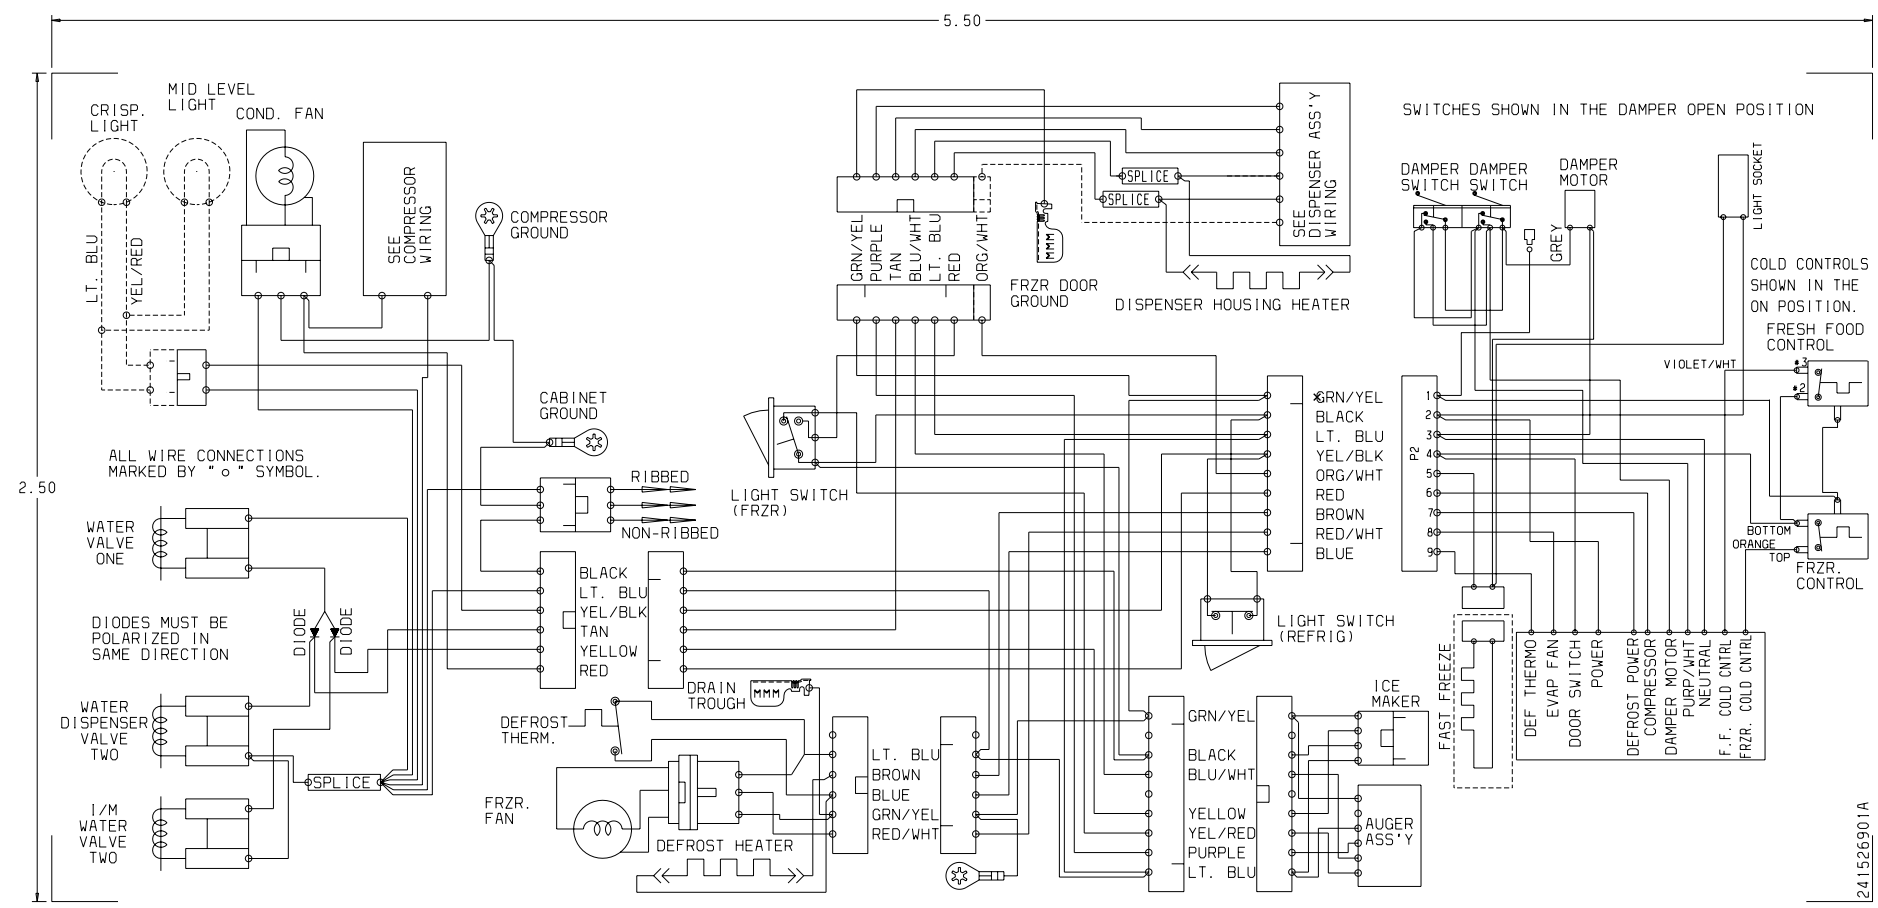 5.50
2.50
CRISP.
LIGHT
MID LEVEL
LIGHT
COND. FAN
LT. BLU
YEL/RED
SEE
COMPRESSOR
WIRING
COMPRESSOR
GROUND
CABINET
GROUND
ALL WIRE CONNECTIONS
MARKED BY " o " SYMBOL.
RIBBED
NON-RIBBED
WATER
VALVE
ONE
DIODES MUST BE
POLARIZED IN
SAME DIRECTION
DIODE
DIODE
WATER
DISPENSER
VALVE
TWO
SPLICE
I/M
WATER
VALVE
TWO
BLACK
LT. BLU
YEL/BLK
TAN
YELLOW
RED
DRAIN
TROUGH
DEFROST
THERM.
FRZR.
FAN
DEFROST HEATER
LT. BLU
BROWN
BLUE
GRN/YEL
RED/WHT
GRN/YEL
PURPLE
TAN
BLU/WHT
LT. BLU
RED
ORG/WHT
FRZR DOOR
GROUND
SPLICE
SPLICE
SEE
DISPENSER ASS'Y
WIRING
DISPENSER HOUSING HEATER
LIGHT SWITCH
(FRZR)
GRN/YEL
BLACK
LT. BLU
YEL/BLK
ORG/WHT
RED
BROWN
RED/WHT
BLUE
P2
1
2
3
4
5
6
7
8
9
LIGHT SWITCH
(REFRIG)
GRN/YEL
BLACK
BLU/WHT
YELLOW
YEL/RED
PURPLE
LT. BLU
ICE
MAKER
AUGER
ASS'Y
SWITCHES SHOWN IN THE DAMPER OPEN POSITION
DAMPER
SWITCH
DAMPER
SWITCH
DAMPER
MOTOR
GREY
LIGHT SOCKET
COLD CONTROLS
SHOWN IN THE
ON POSITION.
FRESH FOOD
CONTROL
VIOLET/WHT
#3
#2
BOTTOM
ORANGE
TOP
FRZR.
CONTROL
FAST FREEZE
DEF THERMO
EVAP FAN
DOOR SWITCH
POWER
DEFROST POWER
COMPRESSOR
DAMPER MOTOR
PURP/WHT
NEUTRAL
F.F. COLD CNTRL
FRZR. COLD CNTRL
241526901A